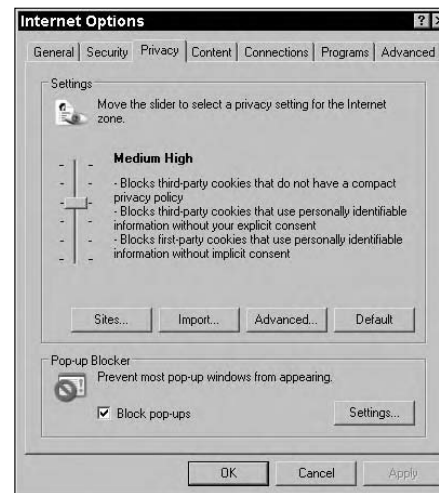 Internet Options
General Security Privacy Content Connections Programs Advanced
Settings
Move the slider to select a privacy setting for the Internet
zone.
Medium High
- Blocks third-party cookies that do not have a compact
privacy policy
- Blocks third-party cookies that use personally identifiable
information without your explicit consent
- Blocks first-party cookies that use personally identifiable
information without implicit consent
Sites... Import... Advanced... Default
Pop-up Blocker
Prevent most pop-up windows from appearing.
Block pop-ups Settings...
OK Cancel Apply